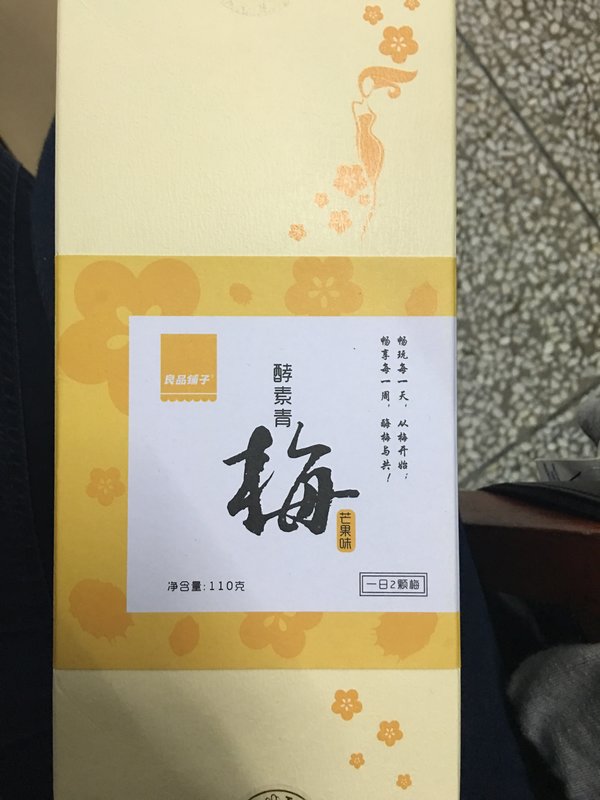 良品铺子
酵素青
梅
芒果味
畅玩每一天，从梅开始；
畅享每一周，酶梅与共！
净含量:110克
一日2颗梅